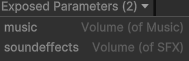 Exposed Parameters (2)
music Volume (of Music)
soundeffects Volume (of SFX)